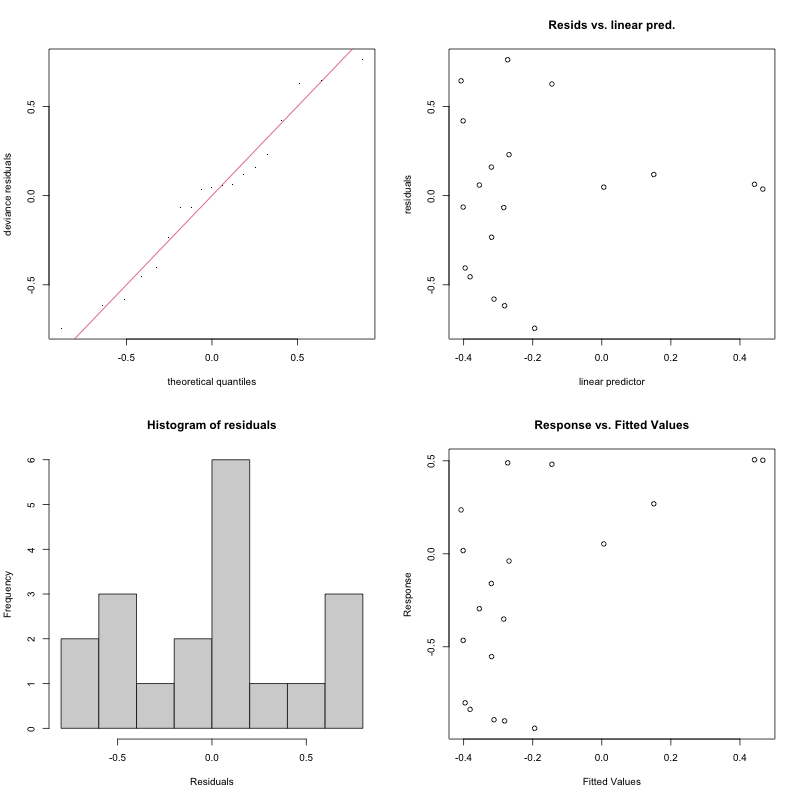 deviance residuals
0.5
0.0
-0.5
-0.5 0.0 0.5
theoretical quantiles
Resids vs. linear pred.
residuals
0.5
0.0
-0.5
-0.4 -0.2 0.0 0.2 0.4
linear predictor
Histogram of residuals
Frequency
6
5
4
3
2
1
0
-0.5 0.0 0.5
Residuals
Response vs. Fitted Values
Response
0.5
0.0
-0.5
-0.4 -0.2 0.0 0.2 0.4
Fitted Values